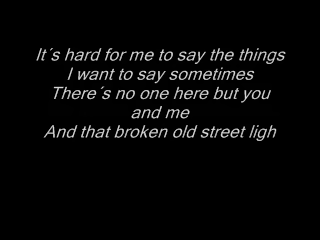 It´s hard for me to say the things
I want to say sometimes
There´s no one here but you
and me
And that broken old street ligh